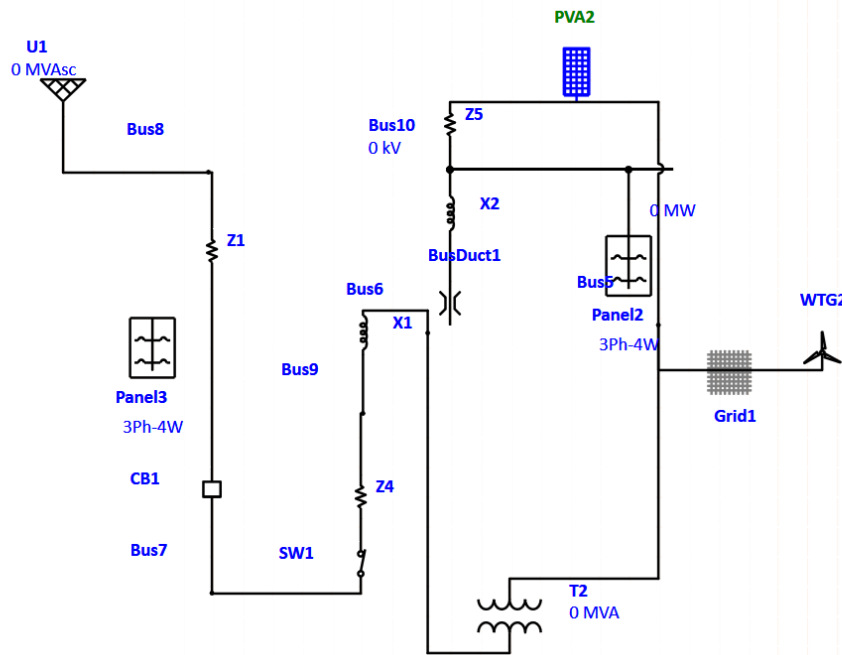 PVA2
U1
0 MVAsc
Z5
Bus10
0 kV
Bus8
X2
0 MW
Z1
BusDuct1
Bus5
Bus6
WTG2
X1
Panel2
3Ph-4W
Bus9
Panel3
3Ph-4W
Grid1
CB1
Z4
Bus7
SW1
T2
0 MVA